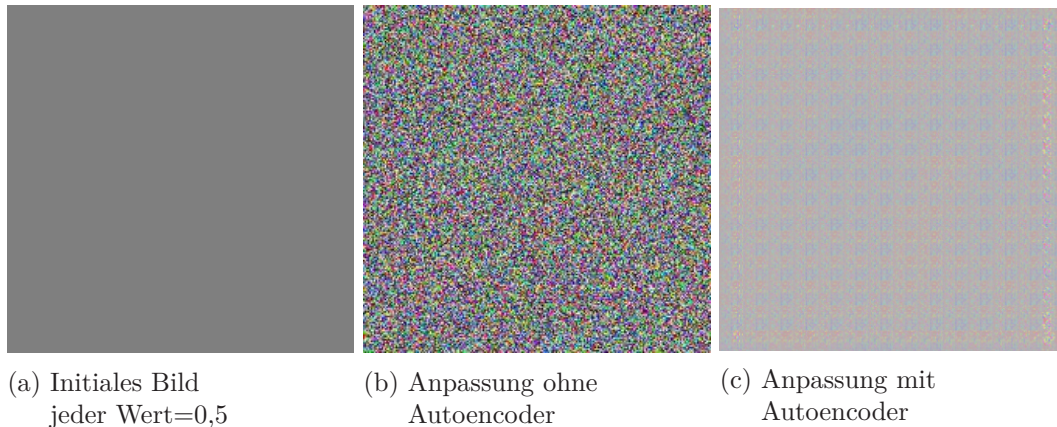 (a) Initiales Bild
jeder Wert=0,5
(b) Anpassung ohne
Autoencoder
(c) Anpassung mit
Autoencoder